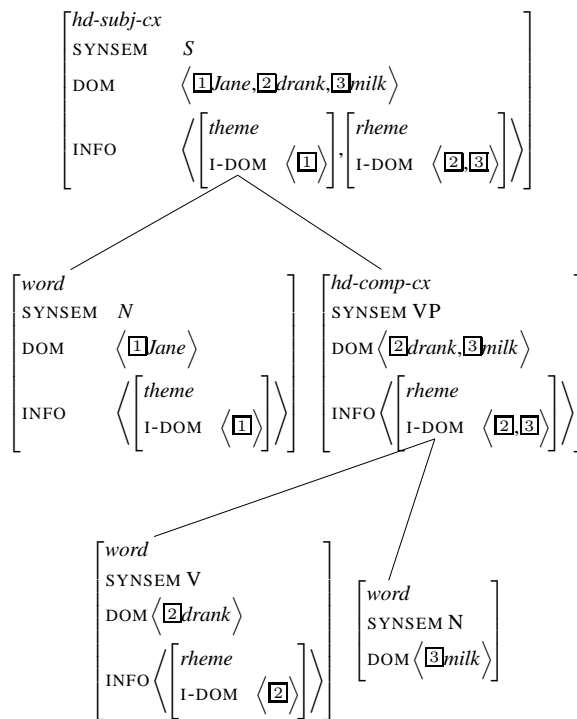 hd-subj-cx
SYNSEM S
DOM ⟨[1]Jane,[2]drank,[3]milk⟩
INFO ⟨[theme I-DOM ⟨[1]⟩],[rheme I-DOM ⟨[2],[3]⟩]⟩
word
SYNSEM N
DOM ⟨[1]Jane⟩
INFO ⟨[theme I-DOM ⟨[1]⟩]⟩
hd-comp-cx
SYNSEM VP
DOM ⟨[2]drank,[3]milk⟩
INFO ⟨[rheme I-DOM ⟨[2],[3]⟩]⟩
word
SYNSEM V
DOM ⟨[2]drank⟩
INFO ⟨[rheme I-DOM ⟨[2]⟩]⟩
word
SYNSEM N
DOM ⟨[3]milk⟩